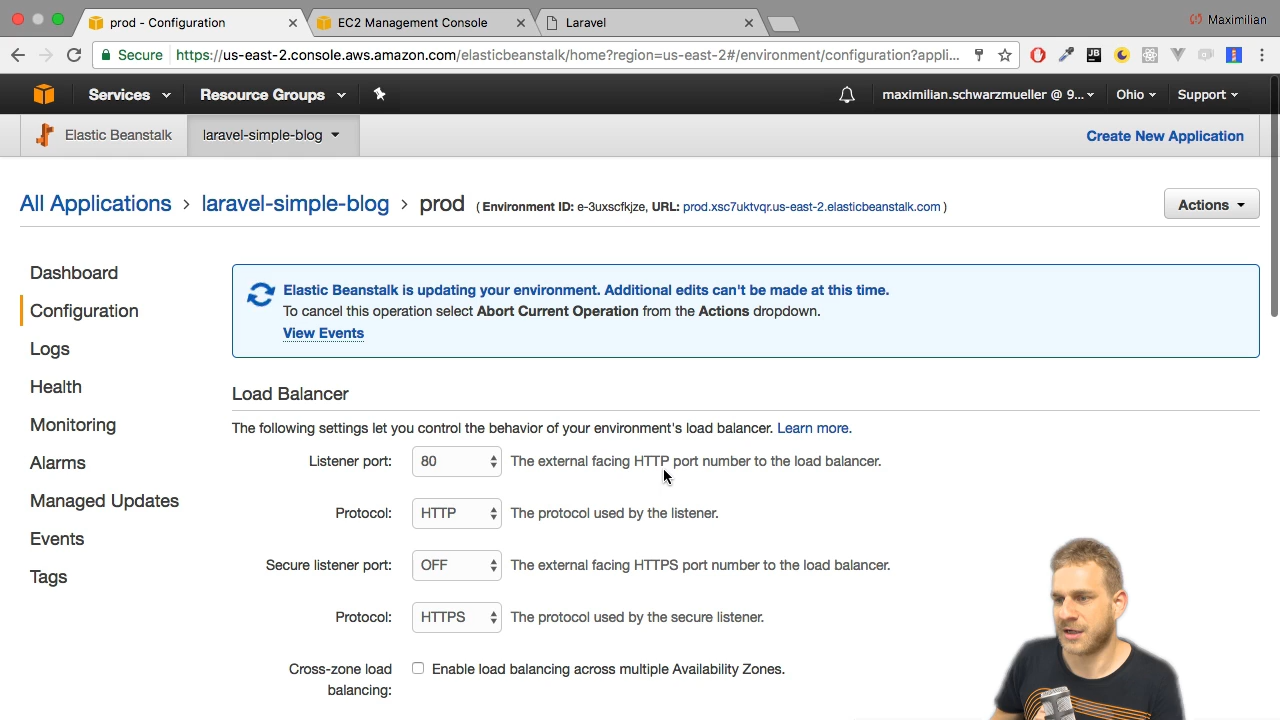 prod - Configuration
EC2 Management Console
Laravel
Maximilian
Secure
https://us-east-2.console.aws.amazon.com/elasticbeanstalk/home?region=us-east-2#/environment/configuration?appli...
JB
Services
Resource Groups
maximilian.schwarzmueller @ 9...
Ohio
Support
Elastic Beanstalk
laravel-simple-blog
Create New Application
All Applications › laravel-simple-blog › prod ( Environment ID: e-3uxscfkjze, URL: prod.xsc7uktvqr.us-east-2.elasticbeanstalk.com )
Actions
Dashboard
Configuration
Logs
Health
Monitoring
Alarms
Managed Updates
Events
Tags
Elastic Beanstalk is updating your environment. Additional edits can't be made at this time.
To cancel this operation select Abort Current Operation from the Actions dropdown.
View Events
Load Balancer
The following settings let you control the behavior of your environment's load balancer. Learn more.
Listener port: 80 The external facing HTTP port number to the load balancer.
Protocol: HTTP The protocol used by the listener.
Secure listener port: OFF The external facing HTTPS port number to the load balancer.
Protocol: HTTPS The protocol used by the secure listener.
Cross-zone load balancing: Enable load balancing across multiple Availability Zones.